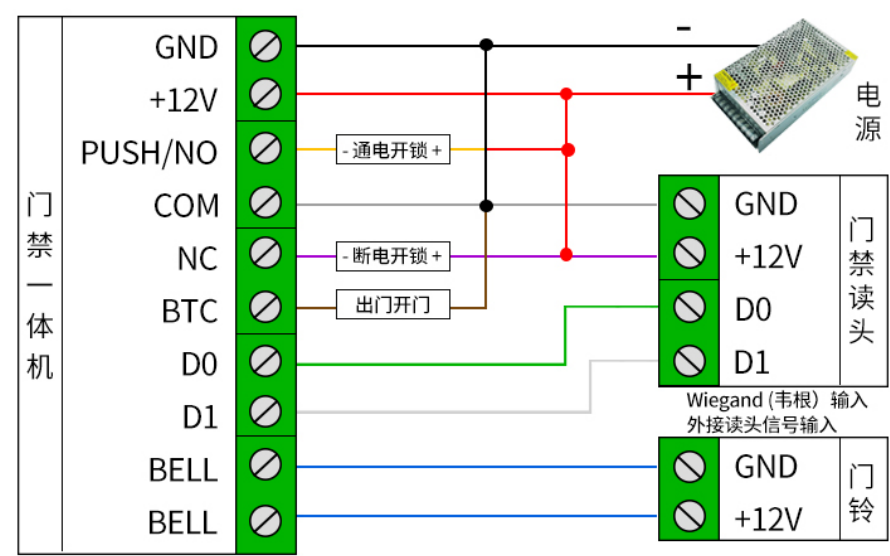 GND
+12V
PUSH/NO
COM
NC
BTC
D0
D1
BELL
BELL
门禁一体机
- 通电开锁 +
- 断电开锁 +
出门开门
-
+
电源
GND
+12V
D0
D1
门禁读头
Wiegand (韦根）输入
外接读头信号输入
GND
+12V
门铃